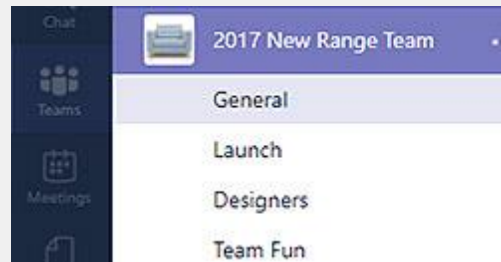 Chat
Teams
Meetings
2017 New Range Team
General
Launch
Designers
Team Fun